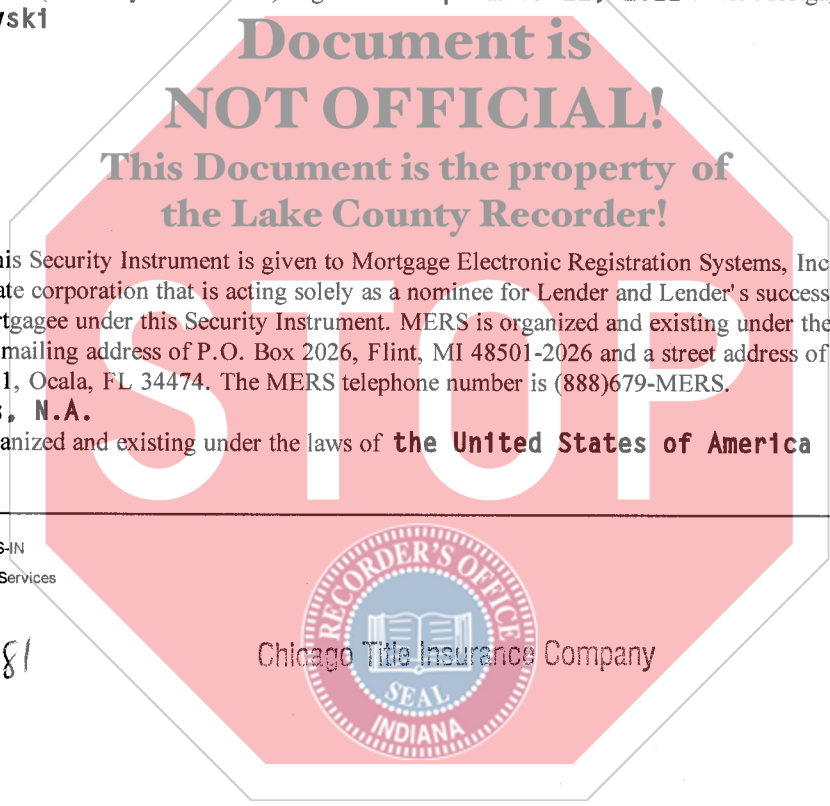 vski
Document is
NOT OFFICIAL!
This Document is the property of
the Lake County Recorder!
his Security Instrument is given to Mortgage Electronic Registration Systems, Inc
ate corporation that is acting solely as a nominee for Lender and Lender's success
rtgagee under this Security Instrument. MERS is organized and existing under the
mailing address of P.O. Box 2026, Flint, MI 48501-2026 and a street address of
1, Ocala, FL 34474. The MERS telephone number is (888)679-MERS.
s, N.A.
anized and existing under the laws of the United States of America
STOP
S-IN
Services
RECORDER'S OFFICE
81
Chicago Title Insurance Company
SEAL
INDIANA